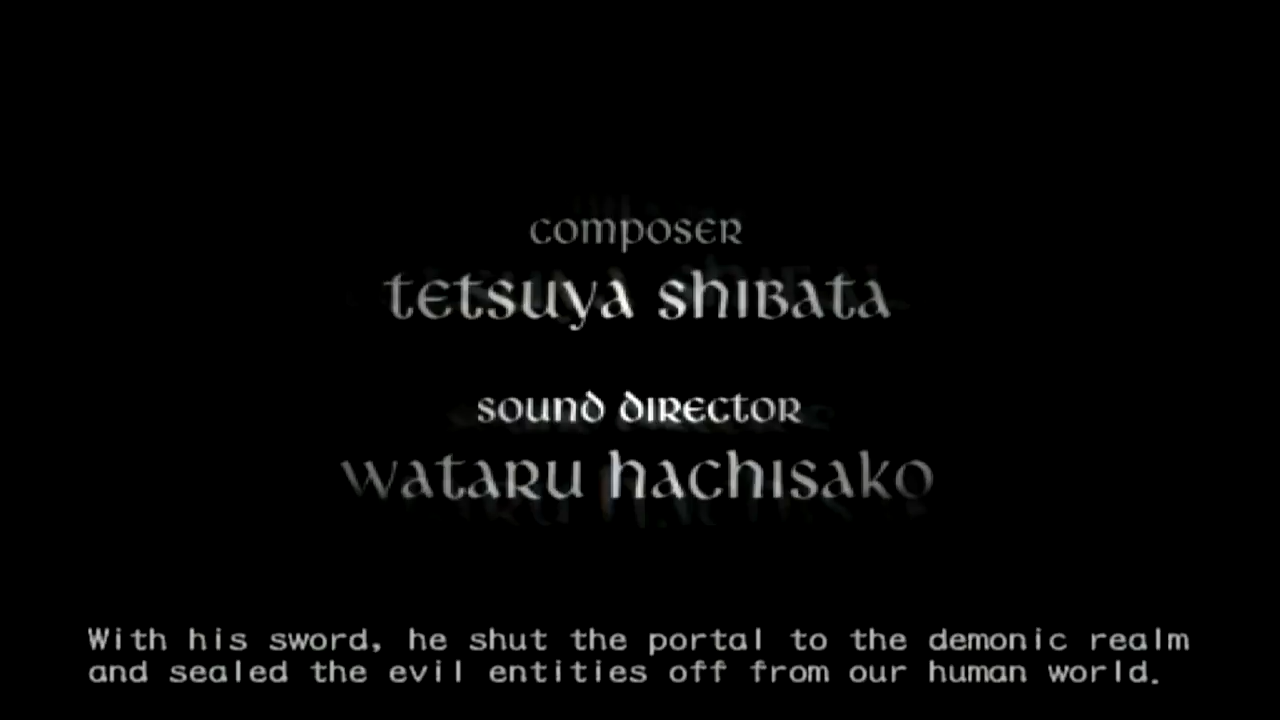 composer
tetsuya shibata
sound director
wataru hachisako
With his sword, he shut the portal to the demonic realm
and sealed the evil entities off from our human world.